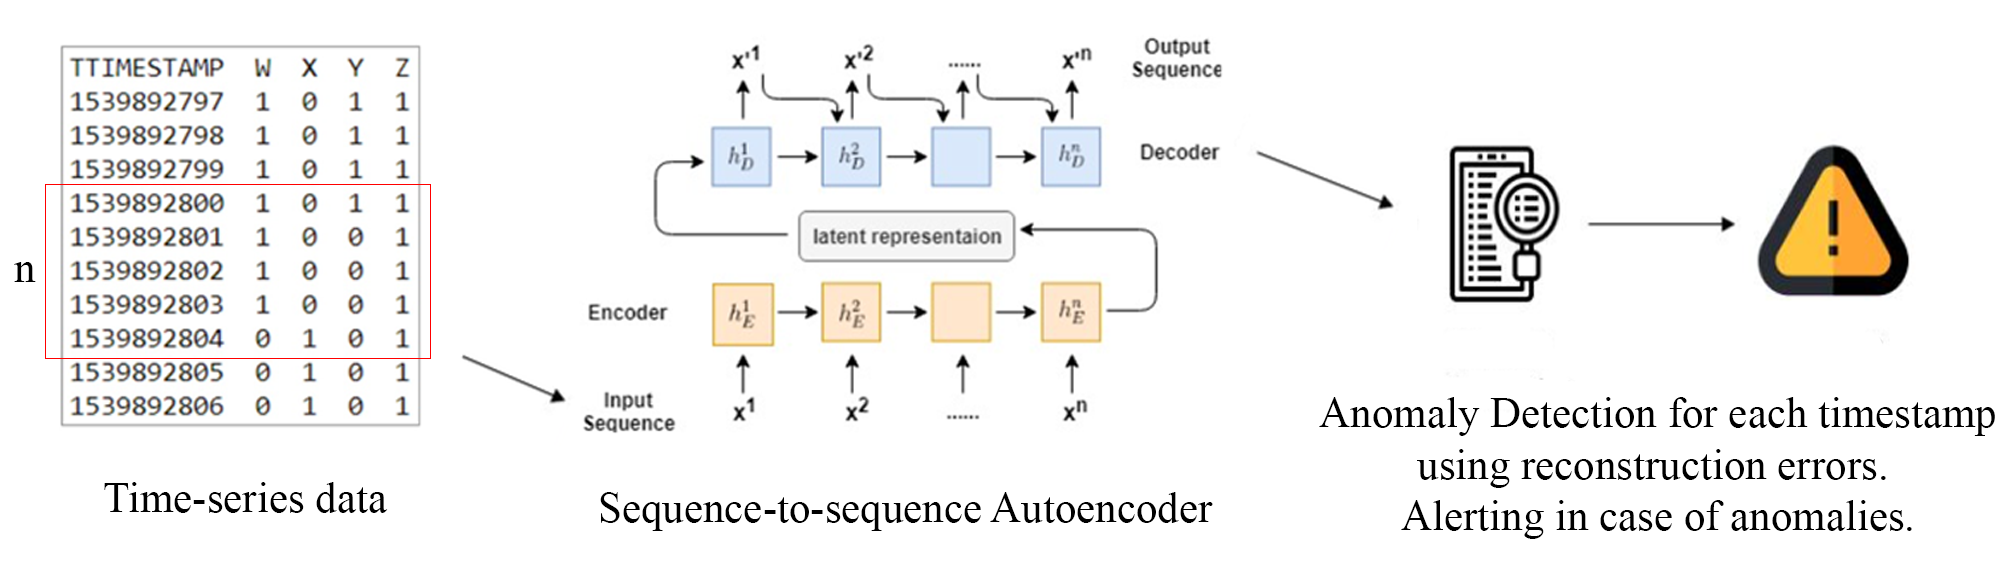 TTIMESTAMP W X Y Z
1539892797 1 0 1 1
1539892798 1 0 1 1
1539892799 1 0 1 1
1539892800 1 0 1 1
1539892801 1 0 0 1
1539892802 1 0 0 1
1539892803 1 0 0 1
1539892804 0 1 0 1
1539892805 0 1 0 1
1539892806 0 1 0 1
n
Time-series data
x'1 x'2 ...... x'n
Output
Sequence
h_D^1 h_D^2 h_D^n
Decoder
latent representaion
Encoder
h_E^1 h_E^2 h_E^n
Input
Sequence
x^1 x^2 ...... x^n
Sequence-to-sequence Autoencoder
!
Anomaly Detection for each timestamp
using reconstruction errors.
Alerting in case of anomalies.